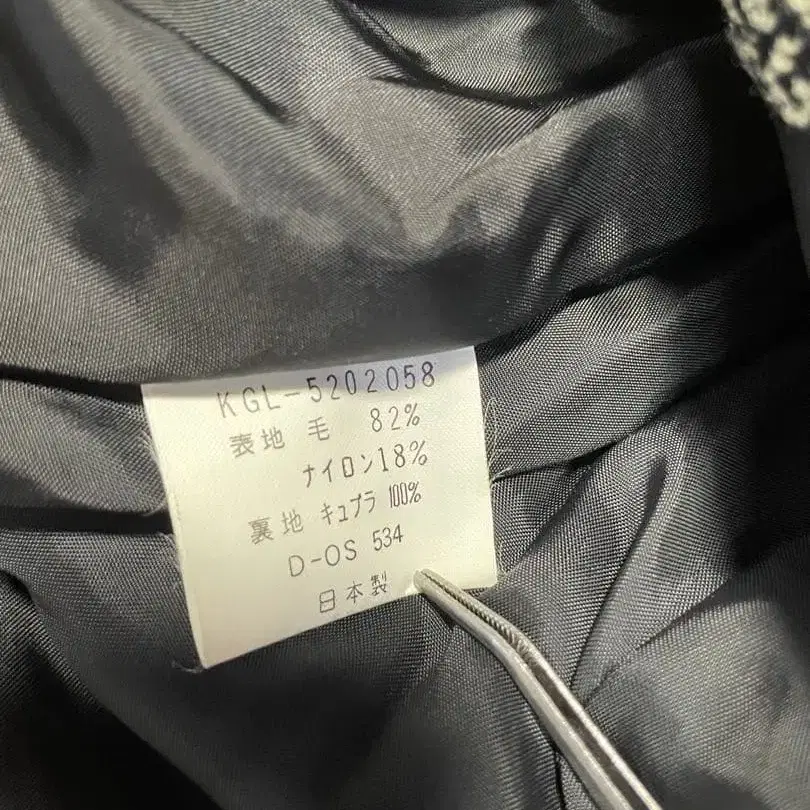 KGL-5202058
表地 毛 82%
ナイロン18%
裏地 キュプラ 100%
D-OS 534
日本製